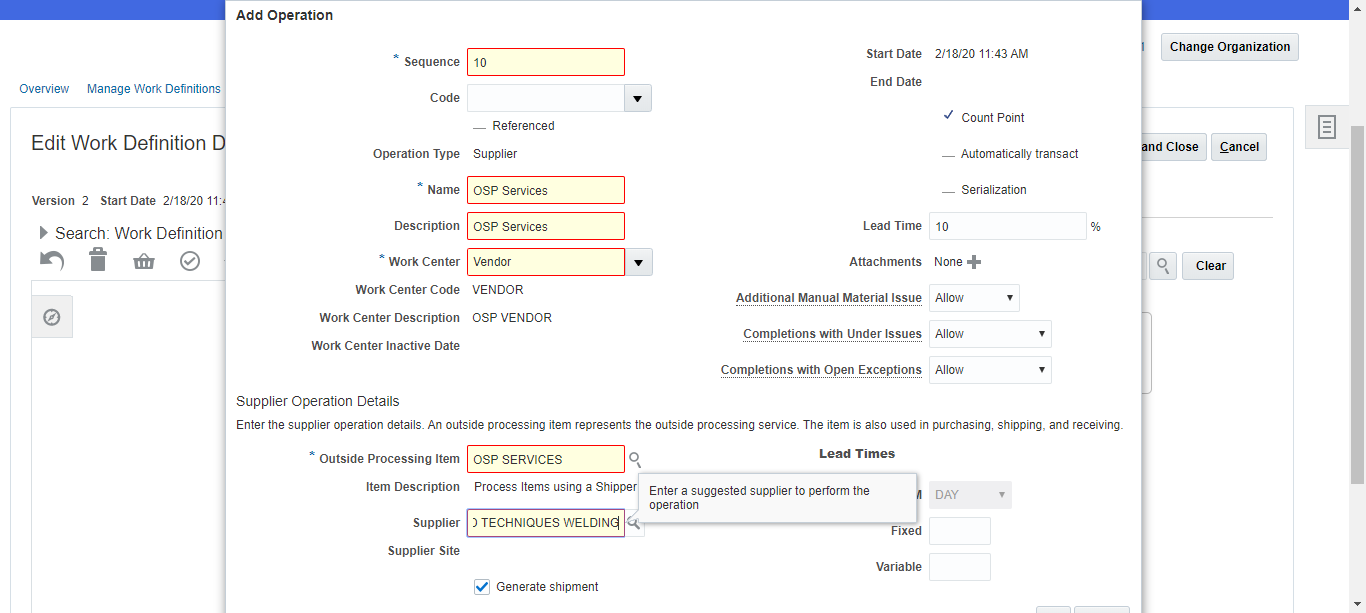 Add Operation
* Sequence 10
Code
Referenced
Operation Type Supplier
* Name OSP Services
Description OSP Services
* Work Center Vendor
Work Center Code VENDOR
Work Center Description OSP VENDOR
Work Center Inactive Date
Start Date 2/18/20 11:43 AM
End Date
Count Point
Automatically transact
Serialization
Lead Time 10 %
Attachments None
Additional Manual Material Issue Allow
Completions with Under Issues Allow
Completions with Open Exceptions Allow
Supplier Operation Details
Enter the supplier operation details. An outside processing item represents the outside processing service. The item is also used in purchasing, shipping, and receiving.
* Outside Processing Item OSP SERVICES
Item Description Process Items using a Shipper
Supplier TECHNIQUES WELDING
Supplier Site
Generate shipment
Enter a suggested supplier to perform the
operation
Lead Times
DAY
Fixed
Variable
Change Organization
Overview Manage Work Definitions
Edit Work Definition D
and Close Cancel
Version 2 Start Date 2/18/20 11:4
Search: Work Definition
Clear